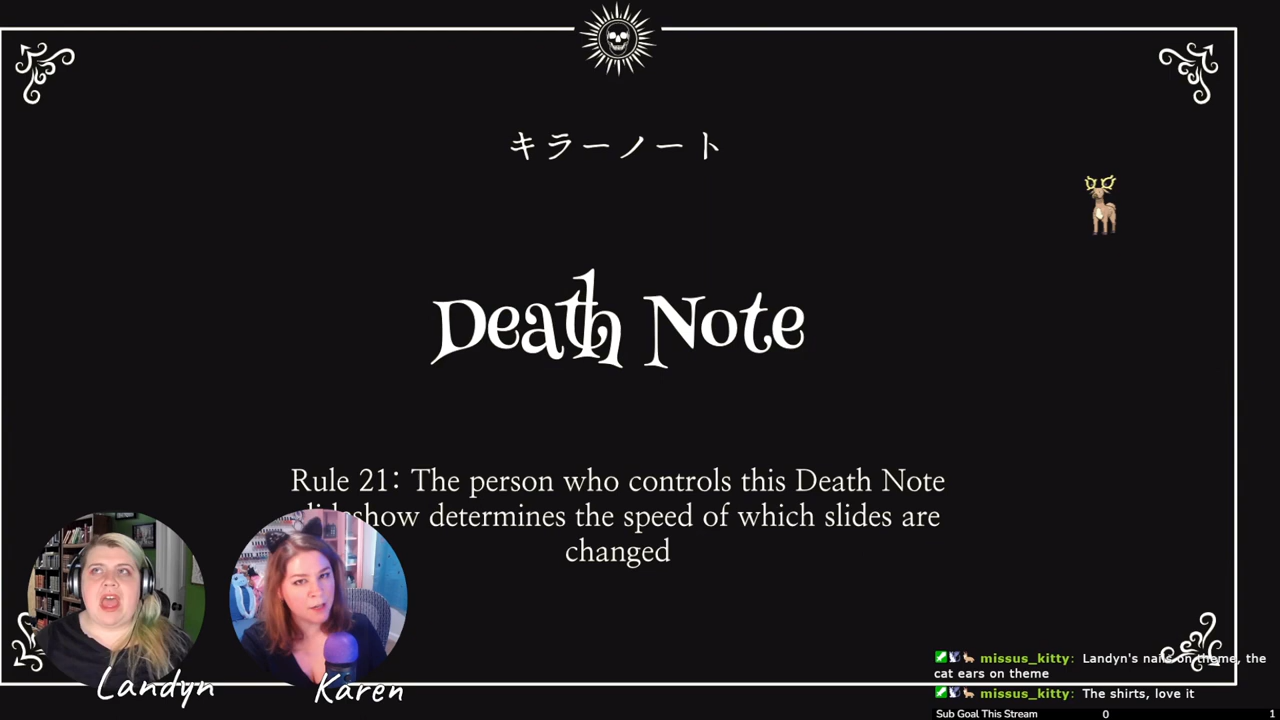 キラーノート
Death Note
Rule 21: The person who controls this Death Note
slideshow determines the speed of which slides are
changed
Landyn
Karen
missus_kitty: Landyn's nails on theme, the
cat ears on theme
missus_kitty: The shirts, love it
Sub Goal This Stream 0 1